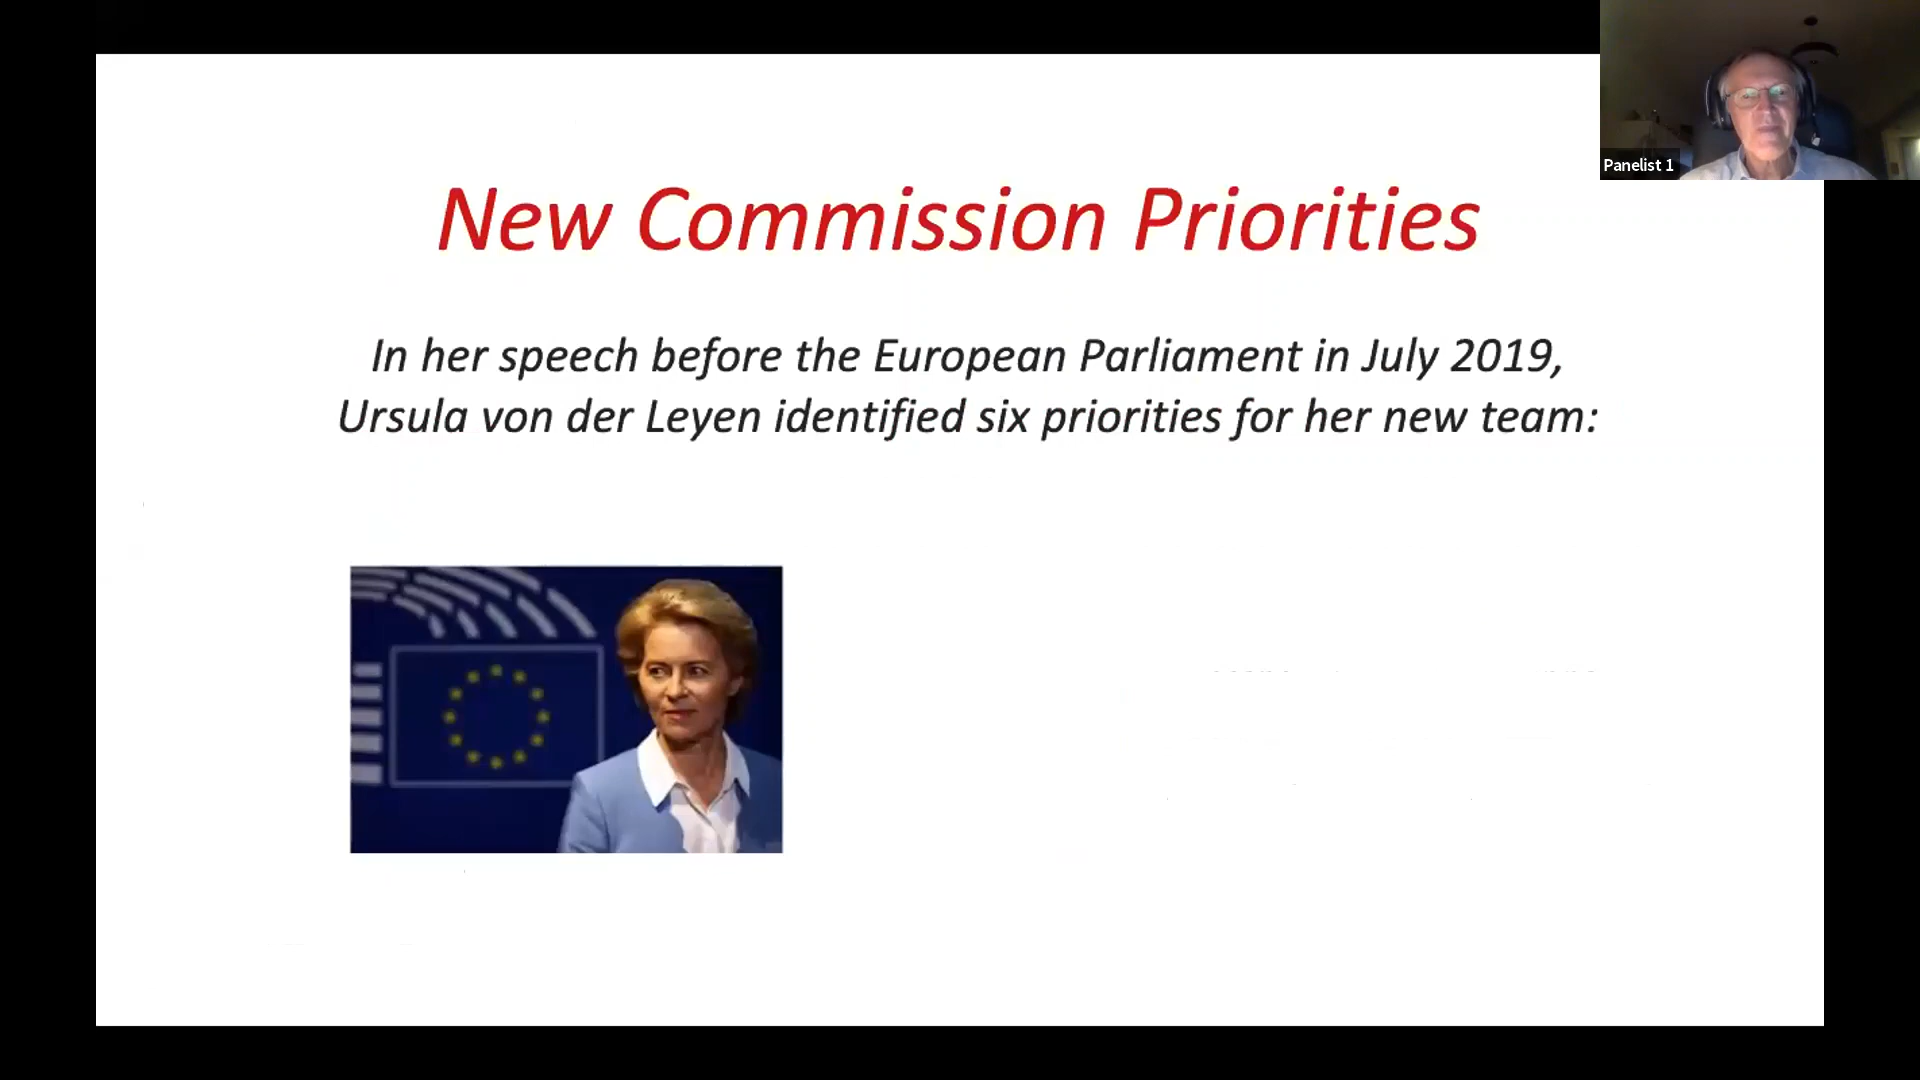 New Commission Priorities
In her speech before the European Parliament in July 2019,
Ursula von der Leyen identified six priorities for her new team:
Panelist 1